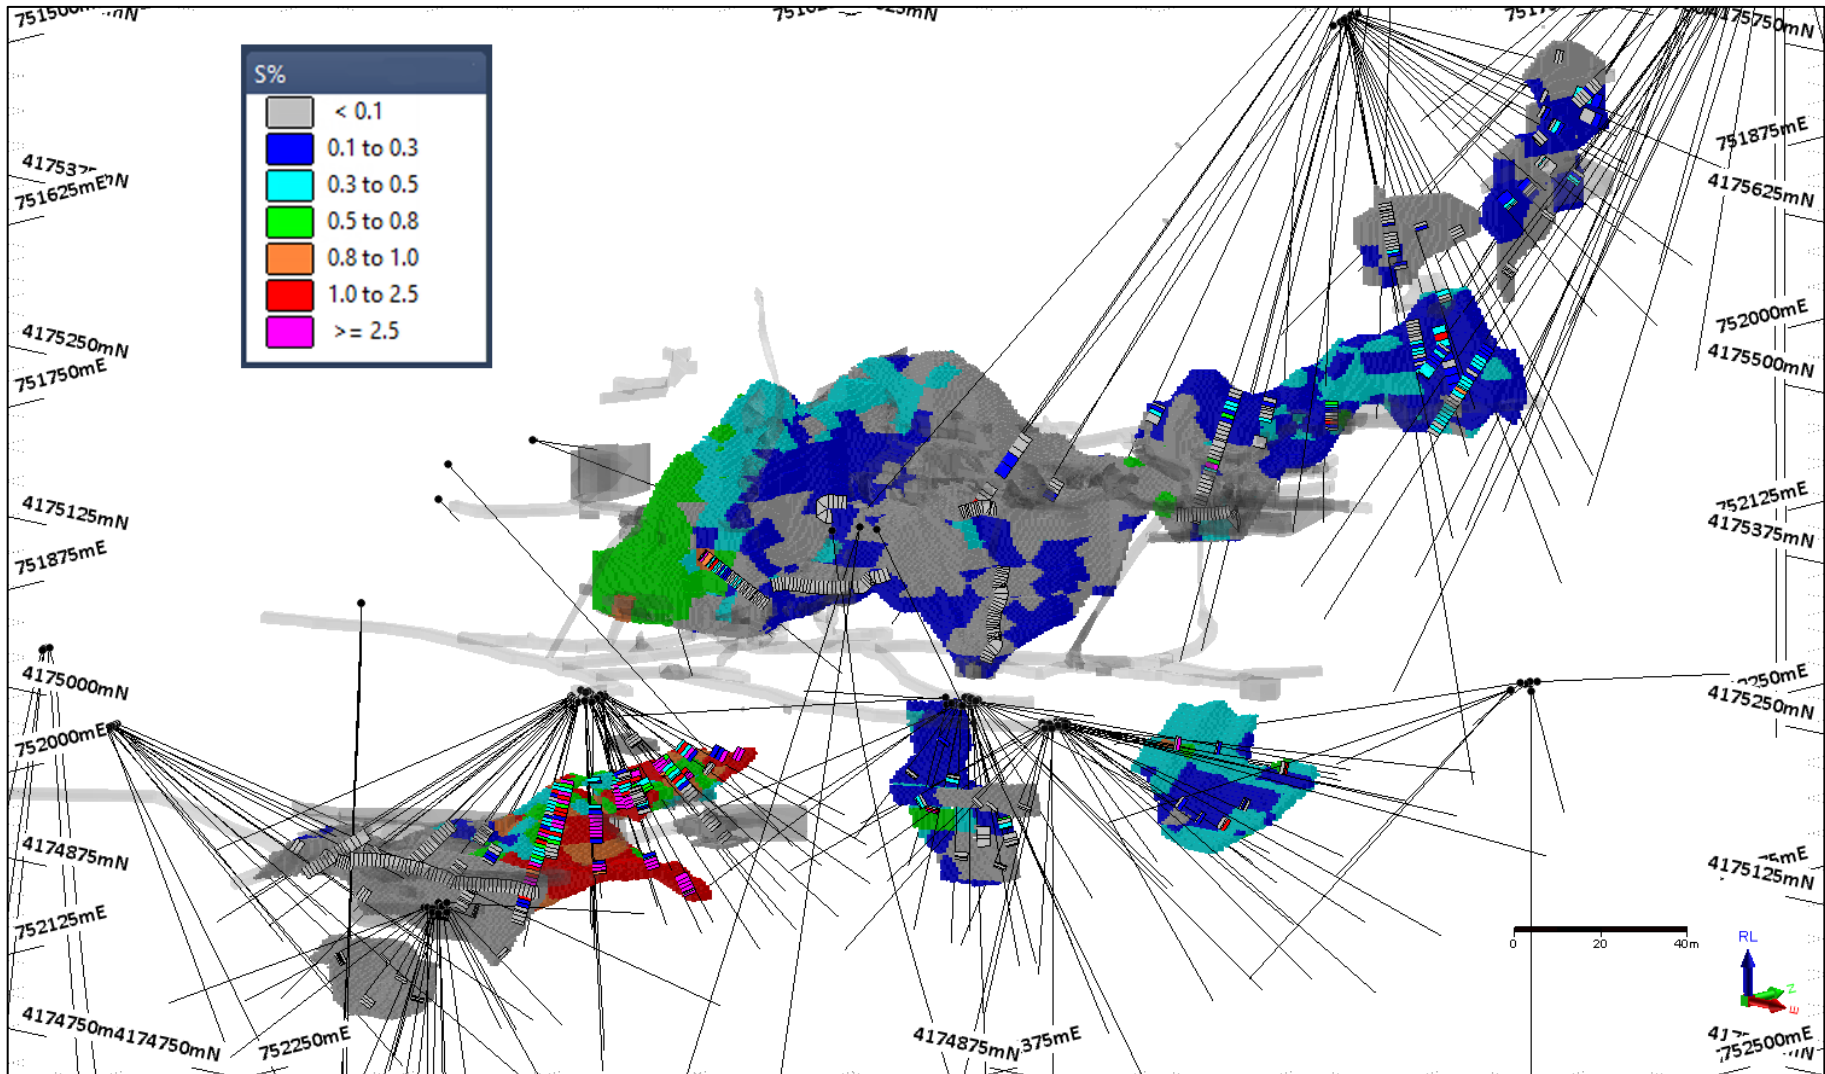 4175750mN
S%
< 0.1
0.1 to 0.3
0.3 to 0.5
0.5 to 0.8
0.8 to 1.0
1.0 to 2.5
>= 2.5
751875mE
751625mE
4175625mN
752000mE
4175250mN
4175500mN
751750mE
752125mE
4175125mN
4175375mN
751875mE
4175000mN
4175250mN
752000mE
4174875mN
4175125mN
752125mE
0 20 40m
RL
N
E
4174750mN
752250mE
4174875mN
752500mE